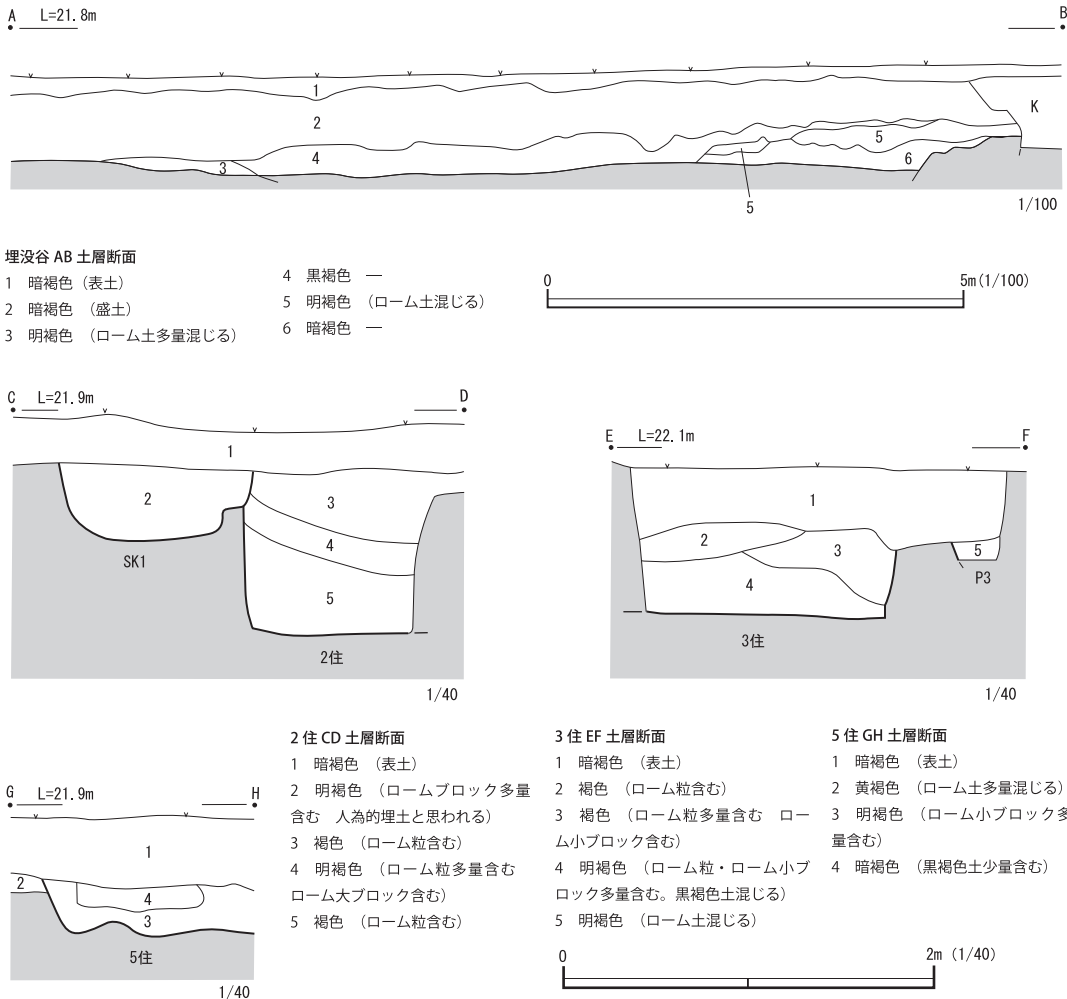 A L=21.8m
B
1
K
2
5
4
6
3
5
1/100
埋没谷 AB 土層断面
1 暗褐色（表土）
2 暗褐色 （盛土）
3 明褐色 （ローム土多量混じる）
4 黒褐色 ―
5 明褐色 （ローム土混じる）
6 暗褐色 ―
0 5m(1/100)
C L=21.9m D
1
2
3
4
5
SK1
2住
1/40
E L=22.1m F
1
2
3
5
4
P3
3住
1/40
G L=21.9m H
1
2
4
3
5住
1/40
2 住 CD 土層断面
1 暗褐色 （表土）
2 明褐色 （ロームブロック多量
含む 人為的埋土と思われる）
3 褐色 （ローム粒含む）
4 明褐色 （ローム粒多量含む
ローム大ブロック含む）
5 褐色 （ローム粒含む）
3 住 EF 土層断面
1 暗褐色 （表土）
2 褐色 （ローム粒含む）
3 褐色 （ローム粒多量含む ロー
ム小ブロック含む）
4 明褐色 （ローム粒・ローム小ブ
ロック多量含む。黒褐色土混じる）
5 明褐色 （ローム土混じる）
5 住 GH 土層断面
1 暗褐色 （表土）
2 黄褐色 （ローム土多量混じる）
3 明褐色 （ローム小ブロック多
量含む）
4 暗褐色 （黒褐色土少量含む）
0 2m (1/40)